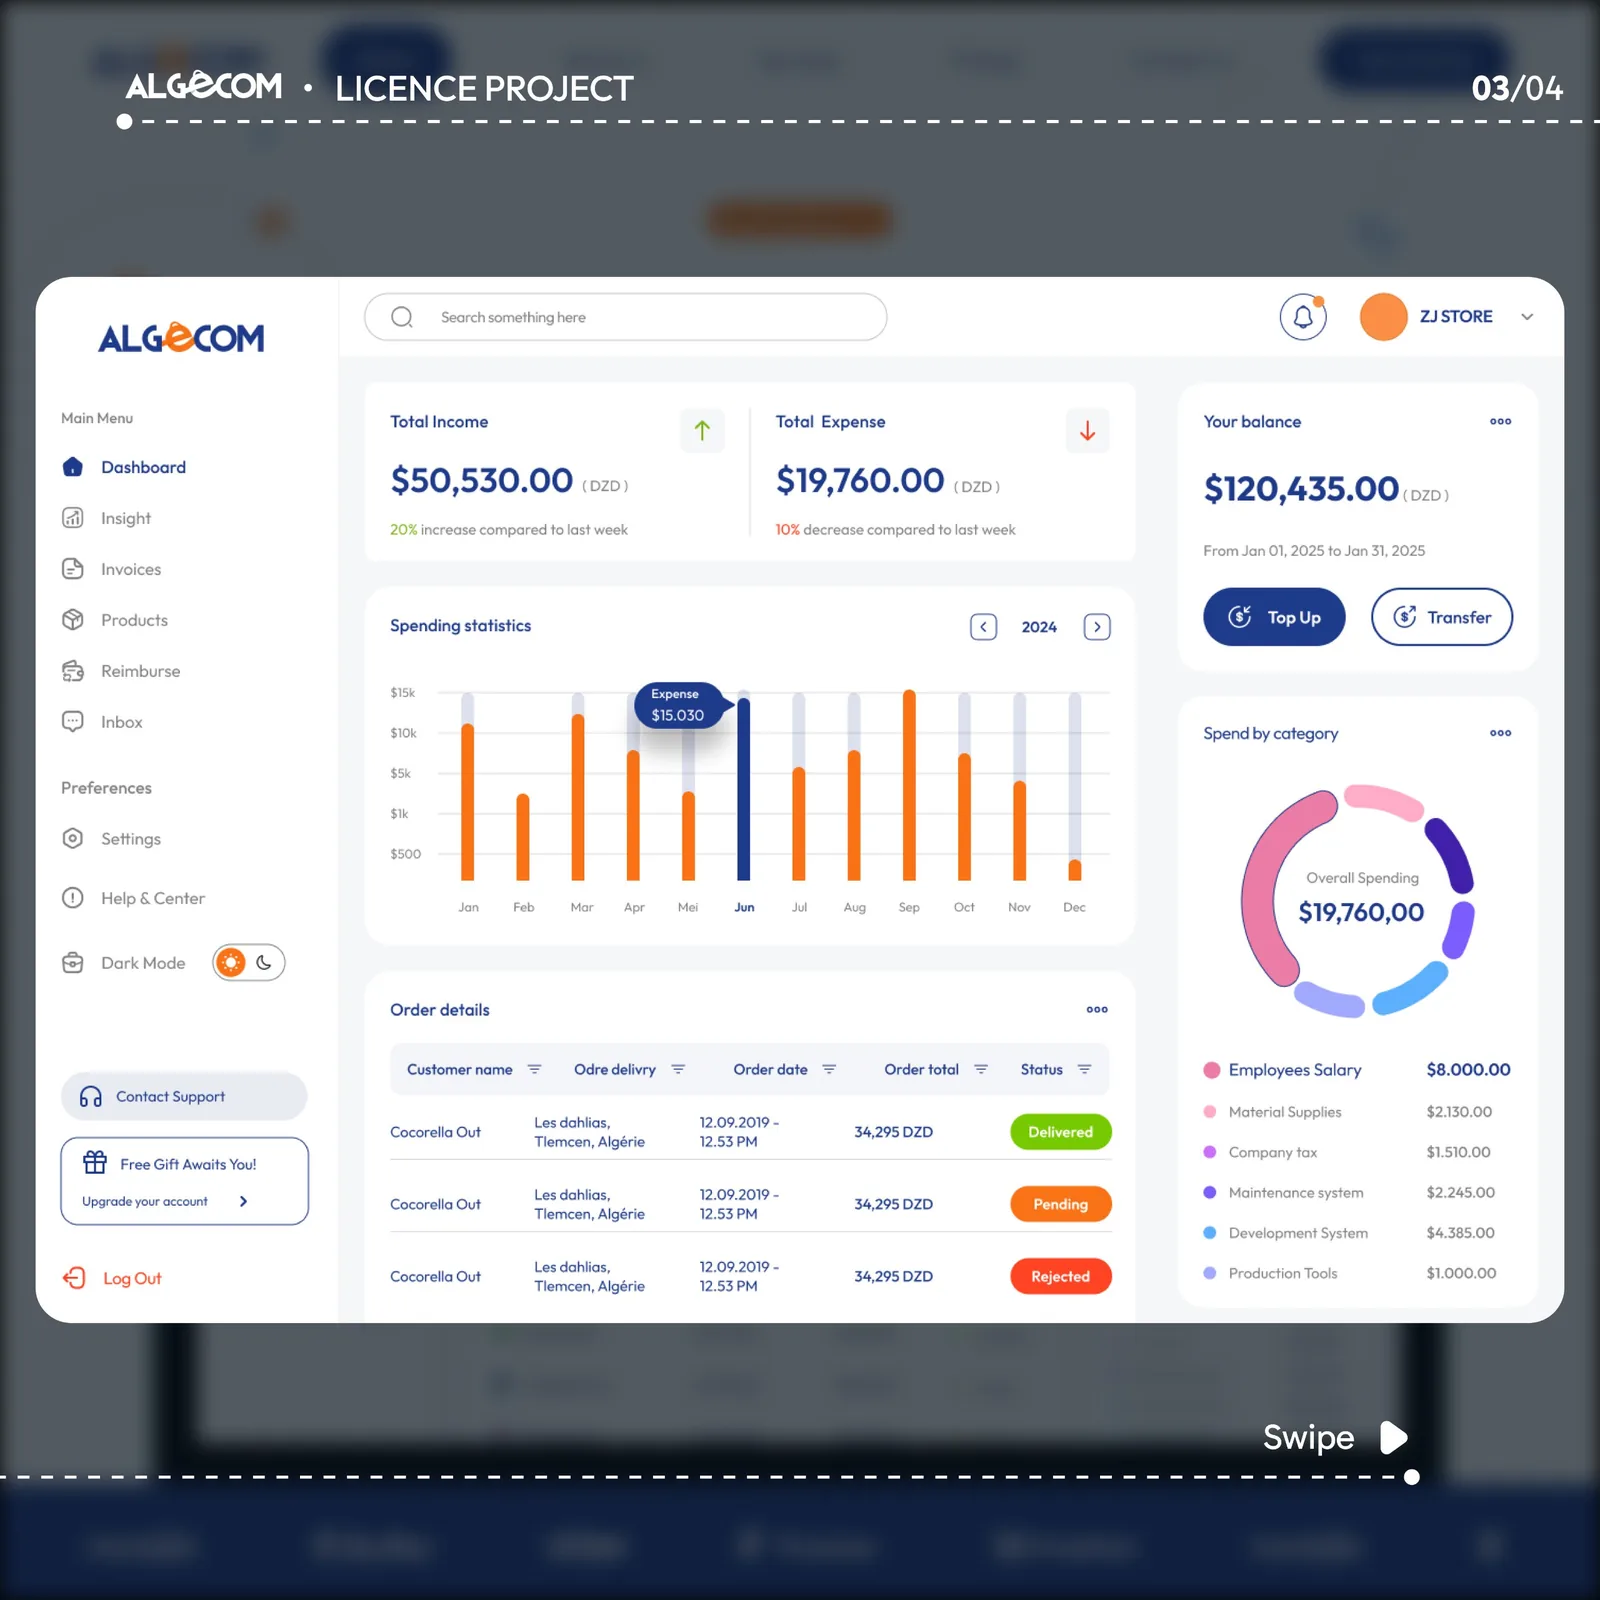 ALGeCOM • LICENCE PROJECT
03/04
ALGeCOM
Search something here
ZJ STORE
Main Menu
Dashboard
Insight
Invoices
Products
Reimburse
Inbox
Preferences
Settings
Help & Center
Dark Mode
Contact Support
Free Gift Awaits You!
Upgrade your account
Log Out
Total Income
$50,530.00 ( DZD )
20% increase compared to last week
Total Expense
$19,760.00 ( DZD )
10% decrease compared to last week
Your balance
$120,435.00 ( DZD )
From Jan 01, 2025 to Jan 31, 2025
Top Up
Transfer
Spending statistics
2024
$15k
$10k
$5k
$1k
$500
Expense
$15.030
Jan Feb Mar Apr Mei Jun Jul Aug Sep Oct Nov Dec
Spend by category
Overall Spending
$19,760,00
Employees Salary $8.000.00
Material Supplies $2.130.00
Company tax $1.510.00
Maintenance system $2.245.00
Development System $4.385.00
Production Tools $1.000.00
Order details
Customer name Odre delivry Order date Order total Status
Cocorella Out
Les dahlias,
Tlemcen, Algérie
12.09.2019 -
12.53 PM
34,295 DZD
Delivered
Cocorella Out
Les dahlias,
Tlemcen, Algérie
12.09.2019 -
12.53 PM
34,295 DZD
Pending
Cocorella Out
Les dahlias,
Tlemcen, Algérie
12.09.2019 -
12.53 PM
34,295 DZD
Rejected
Swipe